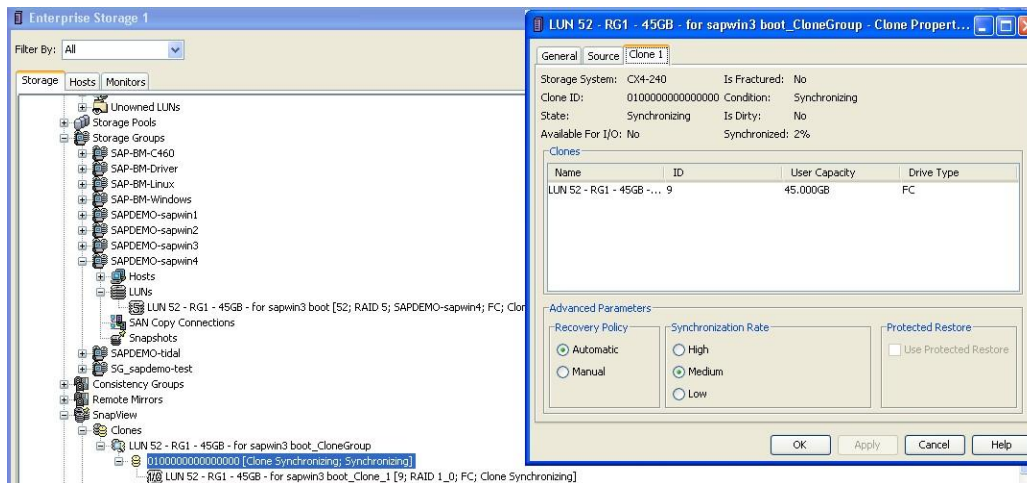 Enterprise Storage 1
Filter By: All
Storage Hosts Monitors
Unowned LUNs
Storage Pools
Storage Groups
SAP-BM-C460
SAP-BM-Driver
SAP-BM-Linux
SAP-BM-Windows
SAPDEMO-sapwin1
SAPDEMO-sapwin2
SAPDEMO-sapwin3
SAPDEMO-sapwin4
Hosts
LUNs
LUN 52 - RG1 - 45GB - for sapwin3 boot [52; RAID 5; SAPDEMO-sapwin4; FC; Clon
SAN Copy Connections
Snapshots
SAPDEMO-tidal
SG_sapdemo-test
Consistency Groups
Remote Mirrors
SnapView
Clones
LUN 52 - RG1 - 45GB - for sapwin3 boot_CloneGroup
0100000000000000 [Clone Synchronizing; Synchronizing]
LUN 52 - RG1 - 45GB - for sapwin3 boot_Clone_1 [9; RAID 1_0; FC; Clone Synchronizing]
LUN 52 - RG1 - 45GB - for sapwin3 boot_CloneGroup - Clone Propert...
General Source Clone 1
Storage System: CX4-240 Is Fractured: No
Clone ID: 0100000000000000 Condition: Synchronizing
State: Synchronizing Is Dirty: No
Available For I/O: No Synchronized: 2%
Clones
Name ID User Capacity Drive Type
LUN 52 - RG1 - 45GB -... 9 45.000GB FC
Advanced Parameters
Recovery Policy Synchronization Rate Protected Restore
Automatic High Use Protected Restore
Manual Medium
Low
OK Apply Cancel Help